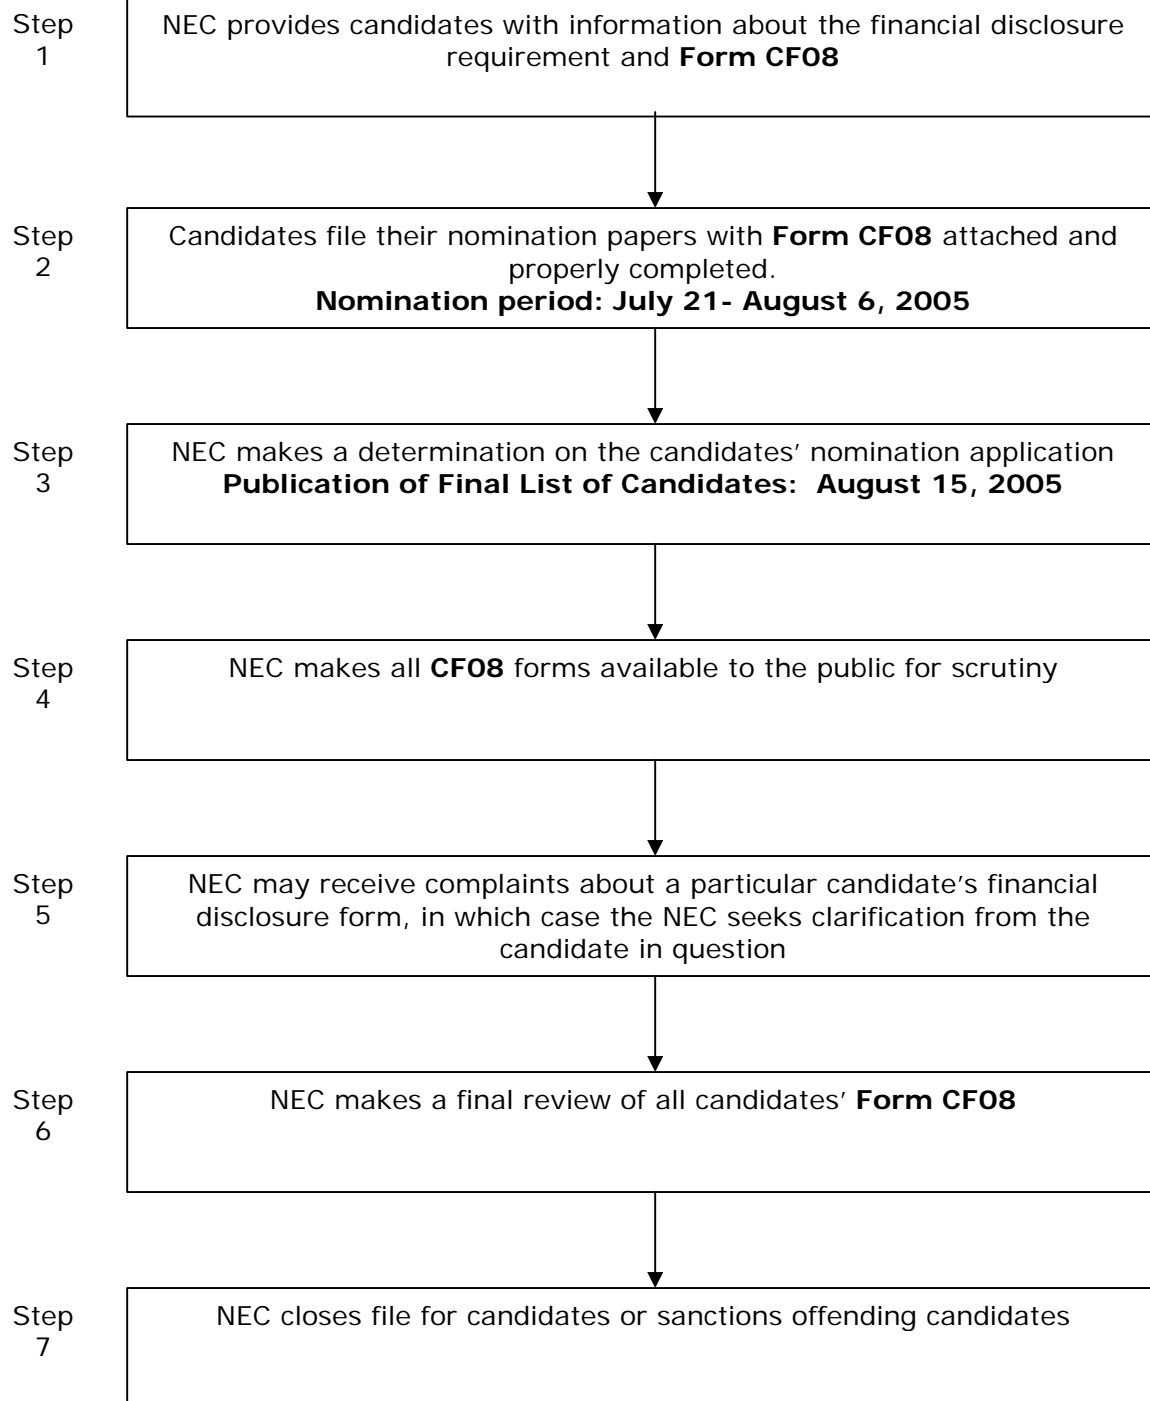 Step
1
NEC provides candidates with information about the financial disclosure
requirement and Form CF08
Step
2
Candidates file their nomination papers with Form CF08 attached and
properly completed.
Nomination period: July 21- August 6, 2005
Step
3
NEC makes a determination on the candidates’ nomination application
Publication of Final List of Candidates:  August 15, 2005
Step
4
NEC makes all CF08 forms available to the public for scrutiny
Step
5
NEC may receive complaints about a particular candidate’s financial
disclosure form, in which case the NEC seeks clarification from the
candidate in question
Step
6
NEC makes a final review of all candidates’ Form CF08
Step
7
NEC closes file for candidates or sanctions offending candidates